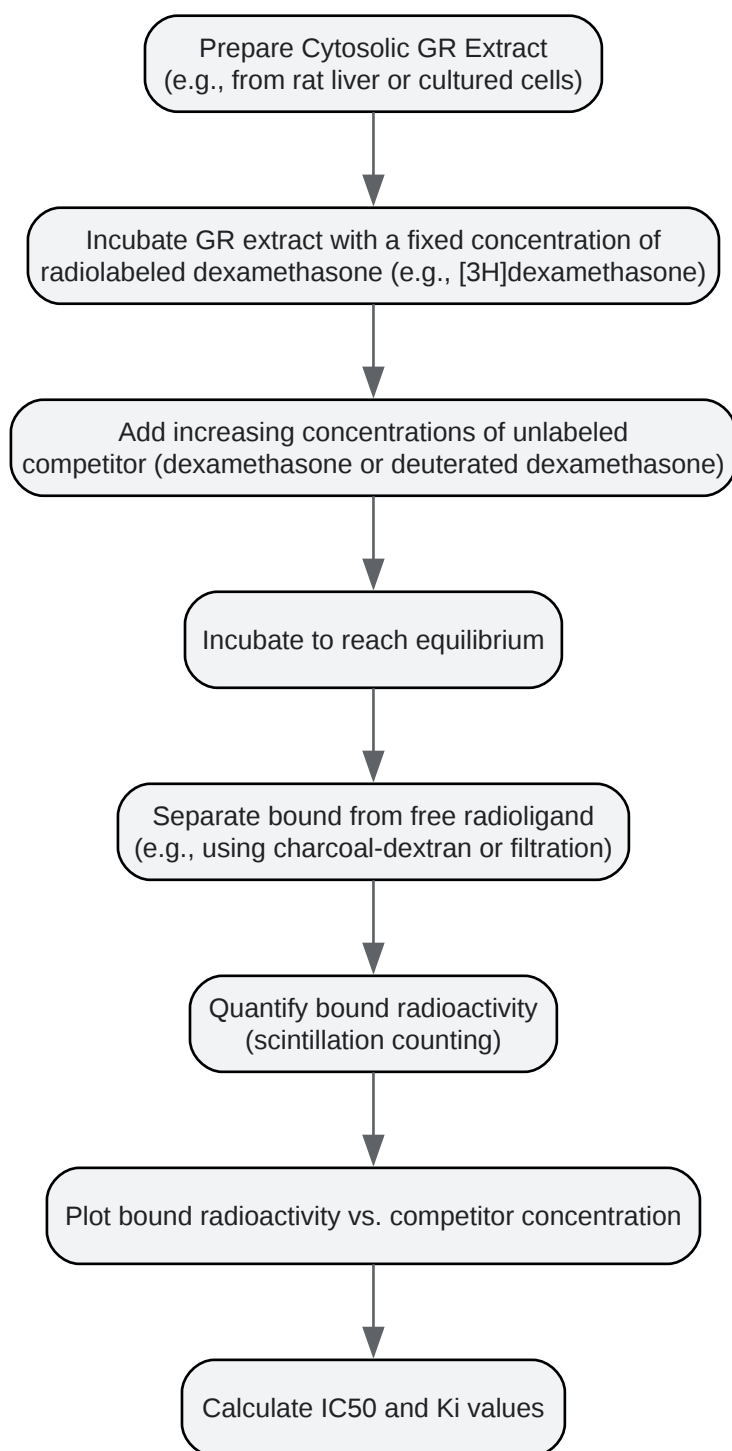 Prepare Cytosolic GR Extract
(e.g., from rat liver or cultured cells)
Incubate GR extract with a fixed concentration of
radiolabeled dexamethasone (e.g., [3H]dexamethasone)
Add increasing concentrations of unlabeled
competitor (dexamethasone or deuterated dexamethasone)
Incubate to reach equilibrium
Separate bound from free radioligand
(e.g., using charcoal-dextran or filtration)
Quantify bound radioactivity
(scintillation counting)
Plot bound radioactivity vs. competitor concentration
Calculate IC50 and Ki values